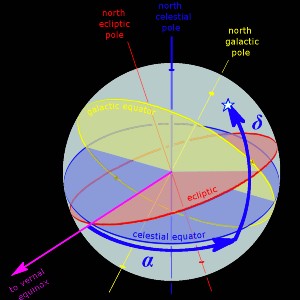 north
celestial
pole
north
ecliptic
pole
north
galactic
pole
galactic equator
δ
ecliptic
celestial equator
α
to vernal
equinox